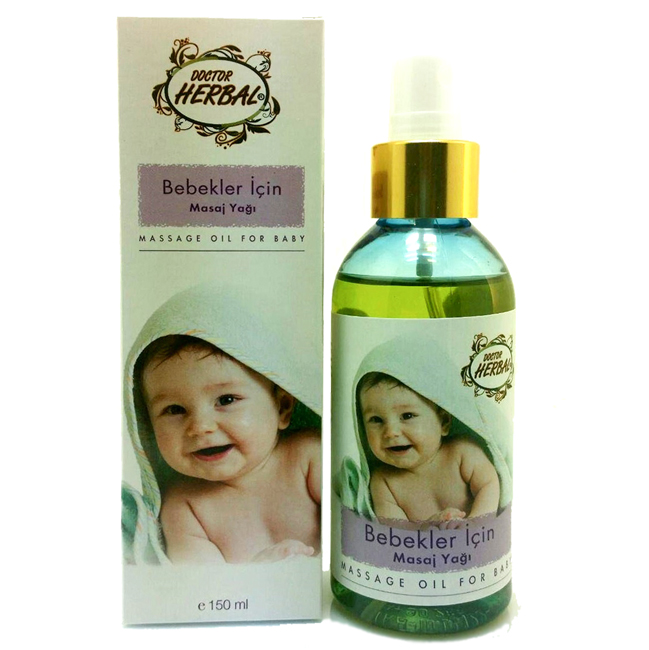 DOCTOR
HERBAL®
Bebekler İçin
Masaj Yağı
MASSAGE OIL FOR BABY
e 150 ml
DOCTOR
HERBAL
Bebekler İçin
Masaj Yağı
MASSAGE OIL FOR BABY